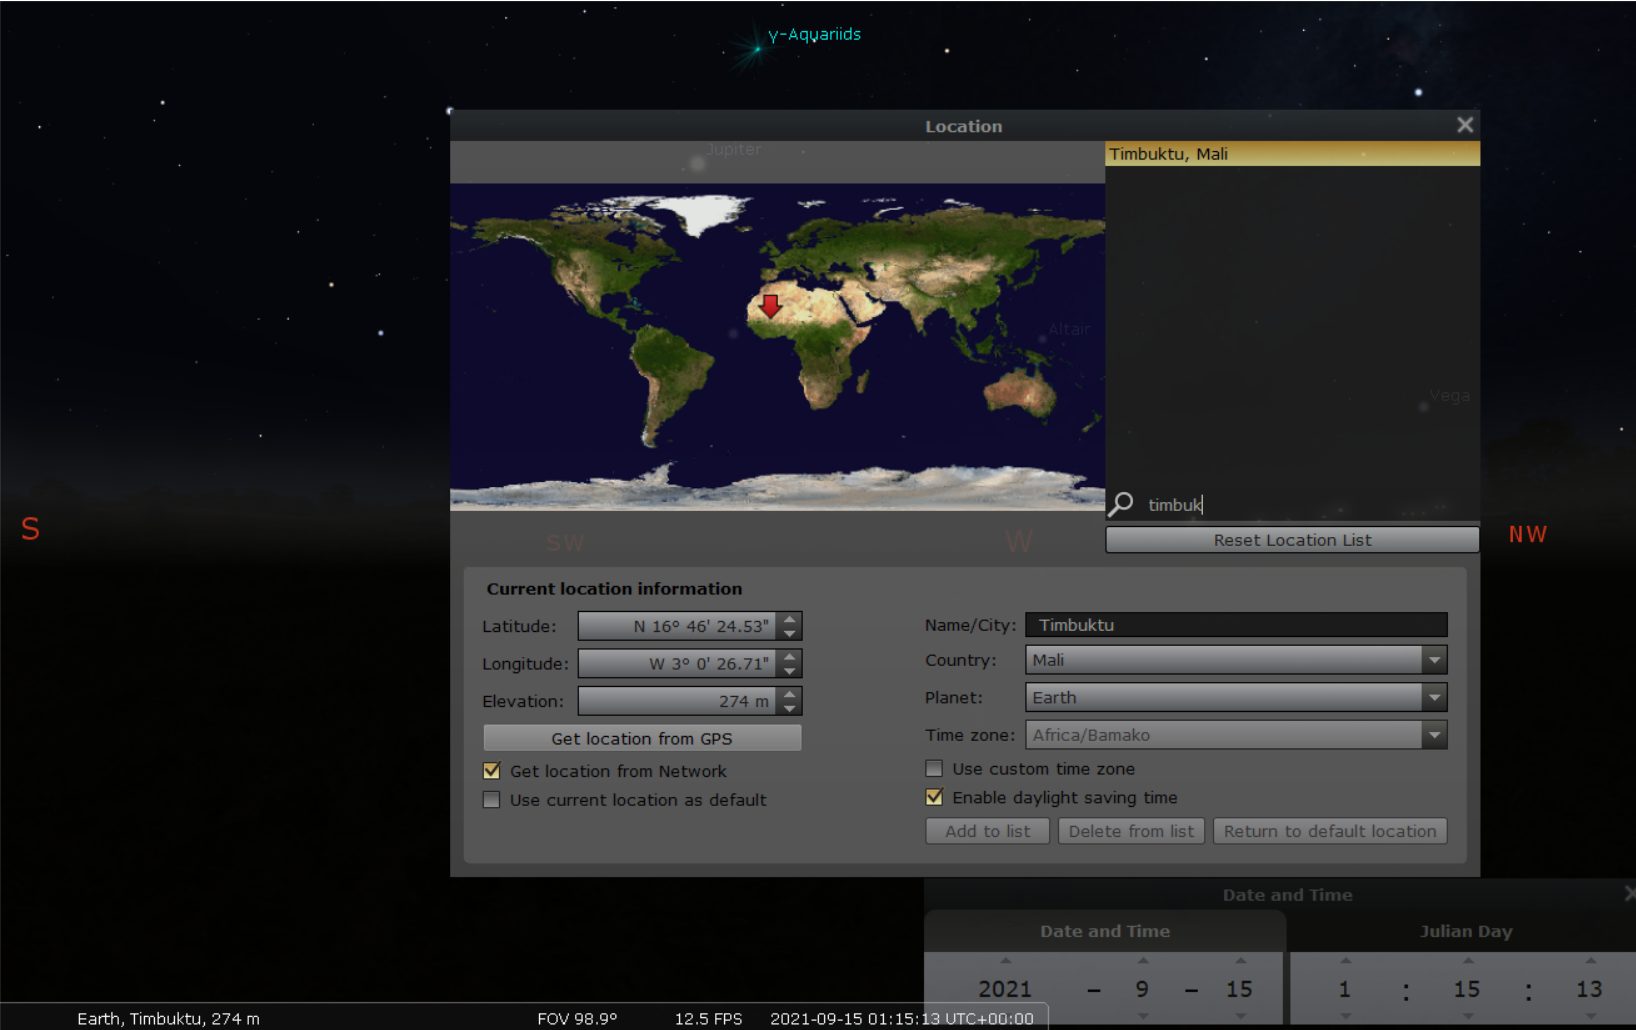 γ-Aquariids
Location
Jupiter
Timbuktu, Mali
Altair
Vega
timbuk
S
SW
W
NW
Reset Location List
Current location information
Latitude: N 16° 46' 24.53"
Longitude: W 3° 0' 26.71"
Elevation: 274 m
Get location from GPS
Get location from Network
Use current location as default
Name/City: Timbuktu
Country: Mali
Planet: Earth
Time zone: Africa/Bamako
Use custom time zone
Enable daylight saving time
Add to list Delete from list Return to default location
Date and Time
Date and Time Julian Day
2021 - 9 - 15 1 : 15 : 13
Earth, Timbuktu, 274 m FOV 98.9° 12.5 FPS 2021-09-15 01:15:13 UTC+00:00